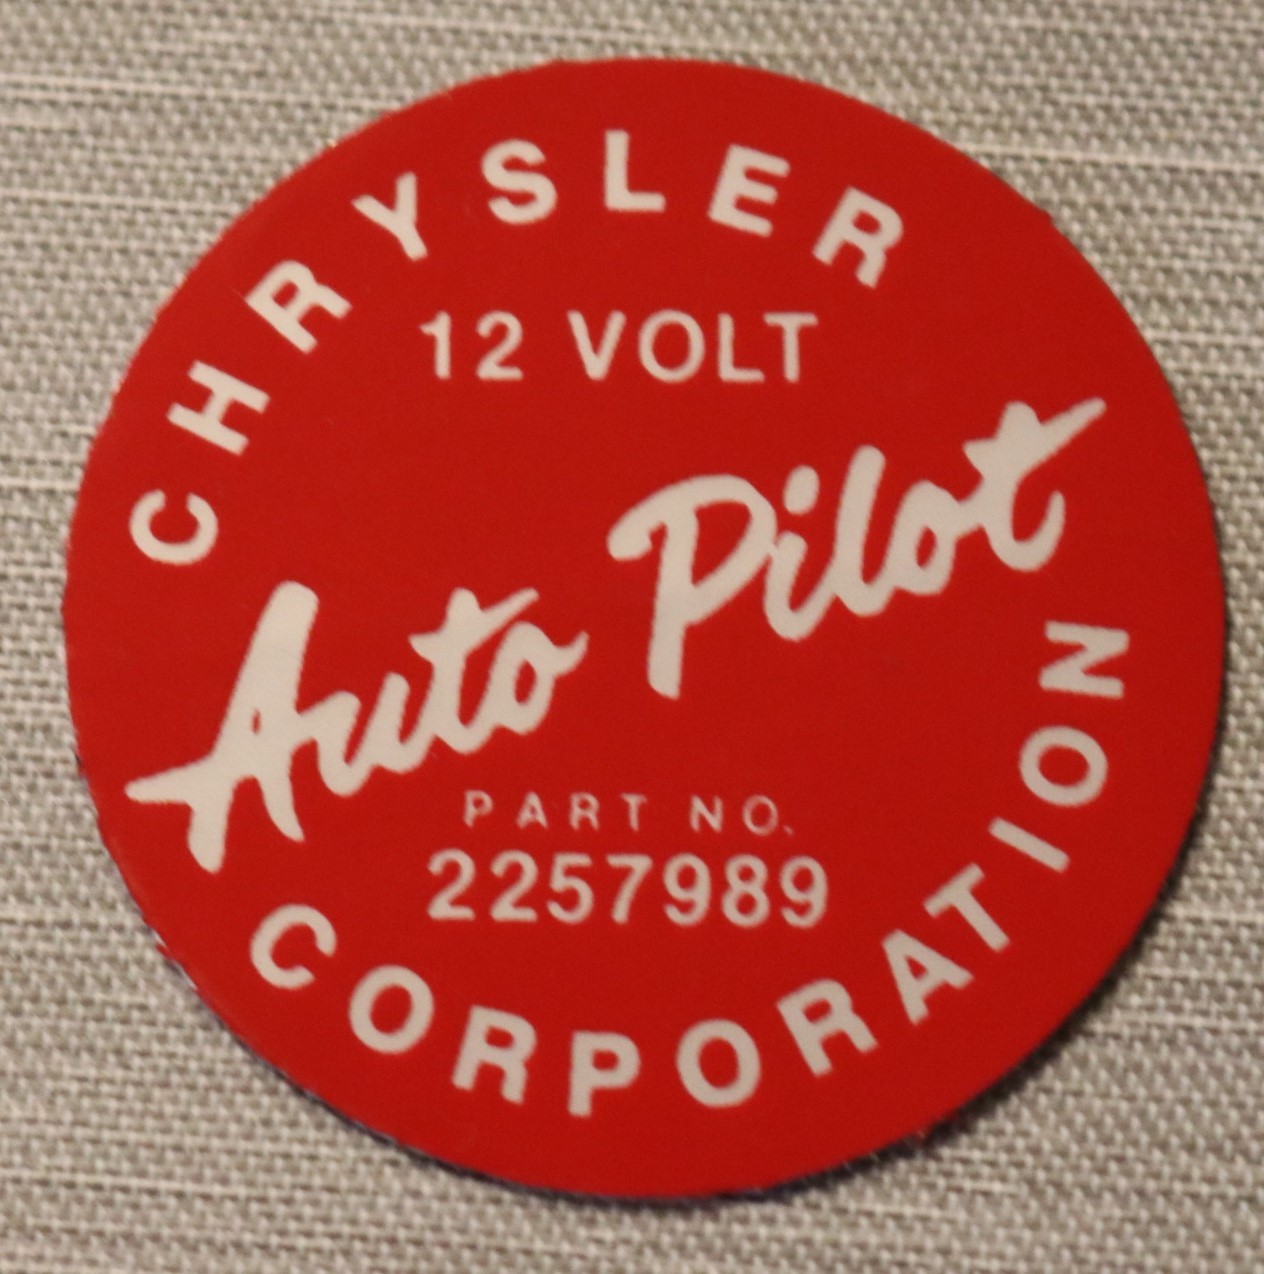 CHRYSLER
12 VOLT
Auto Pilot
PART NO.
2257989
CORPORATION